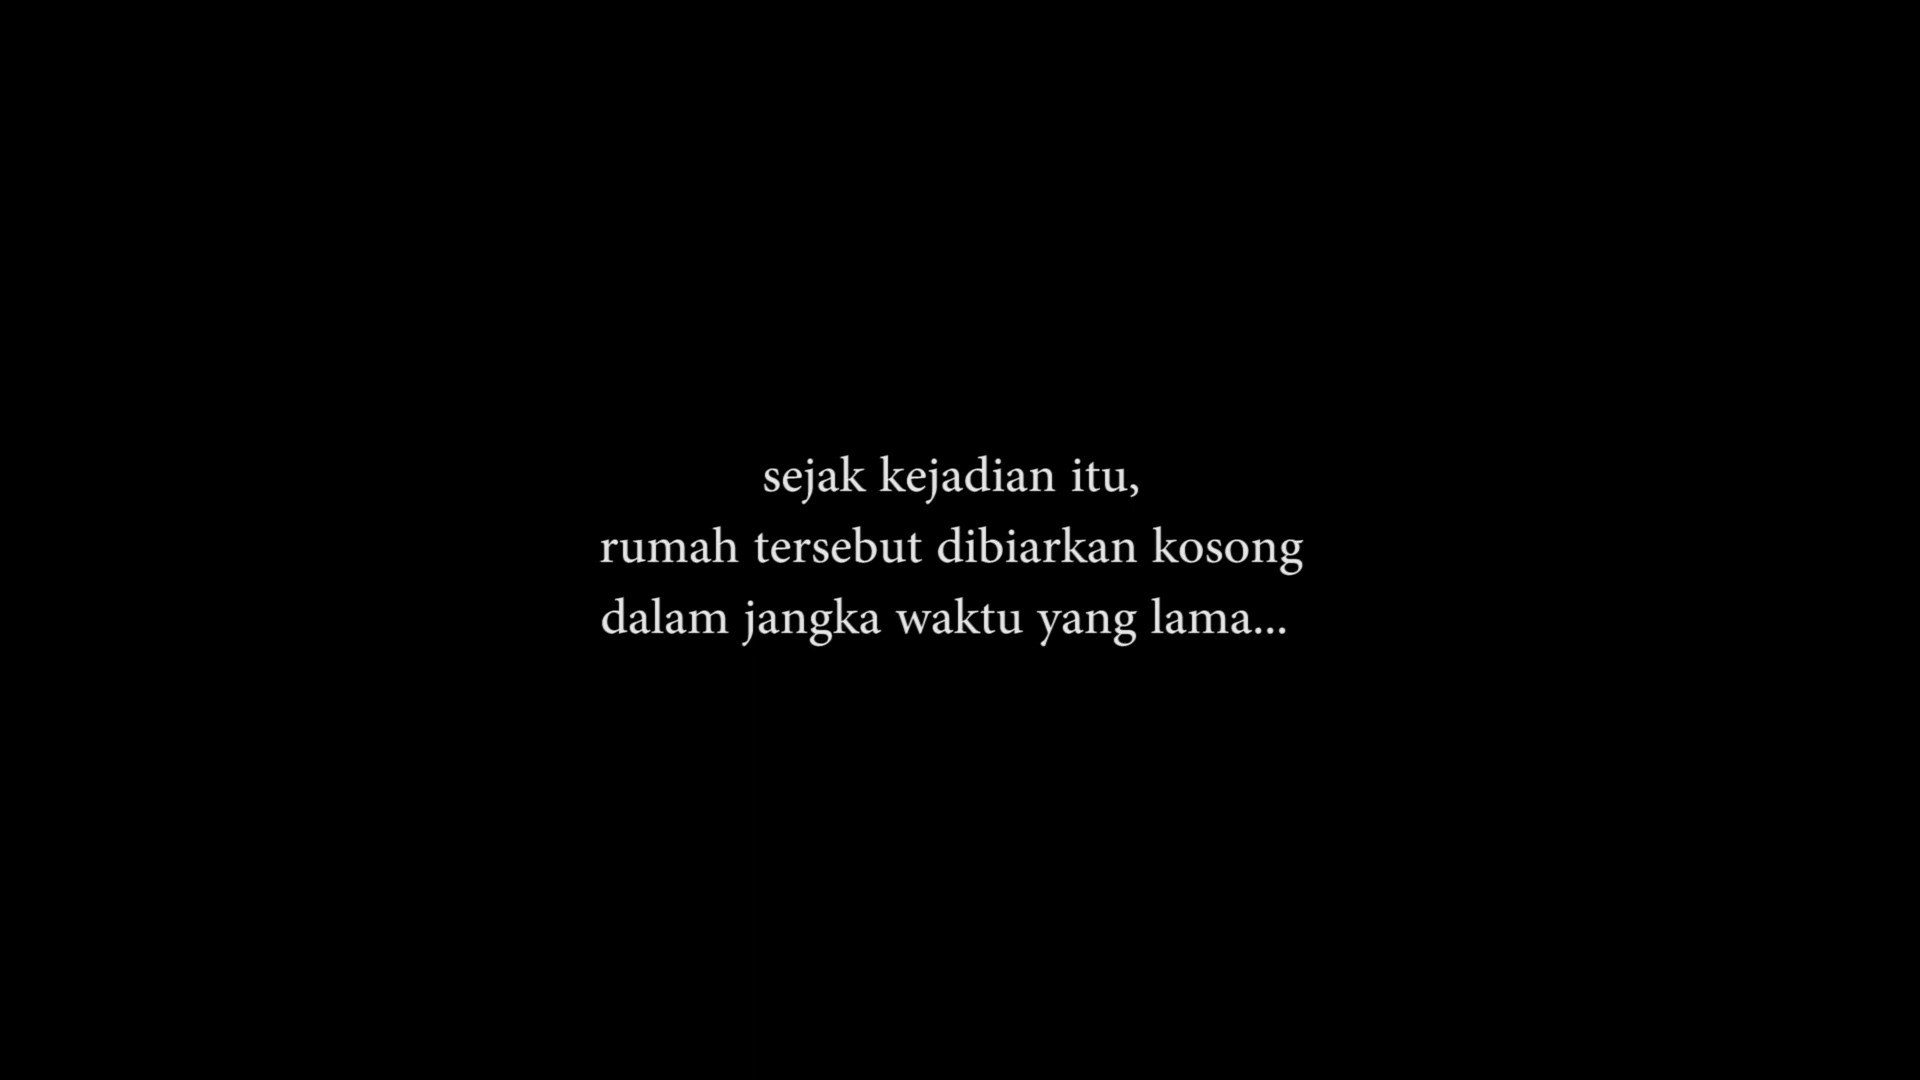 sejak kejadian itu,
rumah tersebut dibiarkan kosong
dalam jangka waktu yang lama...